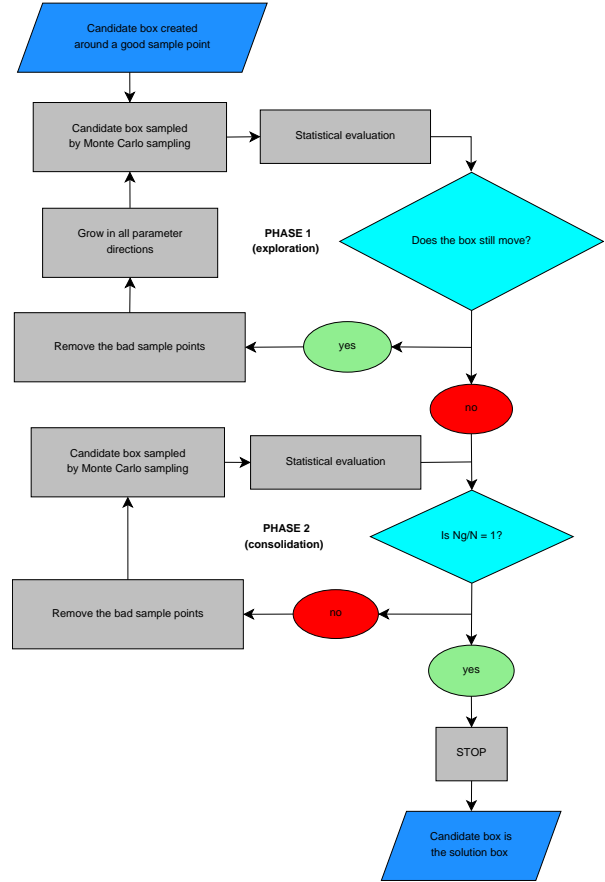 Candidate box created
around a good sample point
Candidate box sampled
by Monte Carlo sampling
Statistical evaluation
Grow in all parameter
directions
PHASE 1
(exploration)
Does the box still move?
Remove the bad sample points
yes
no
Candidate box sampled
by Monte Carlo sampling
Statistical evaluation
PHASE 2
(consolidation)
Is Ng/N = 1?
Remove the bad sample points
no
yes
STOP
Candidate box is
the solution box